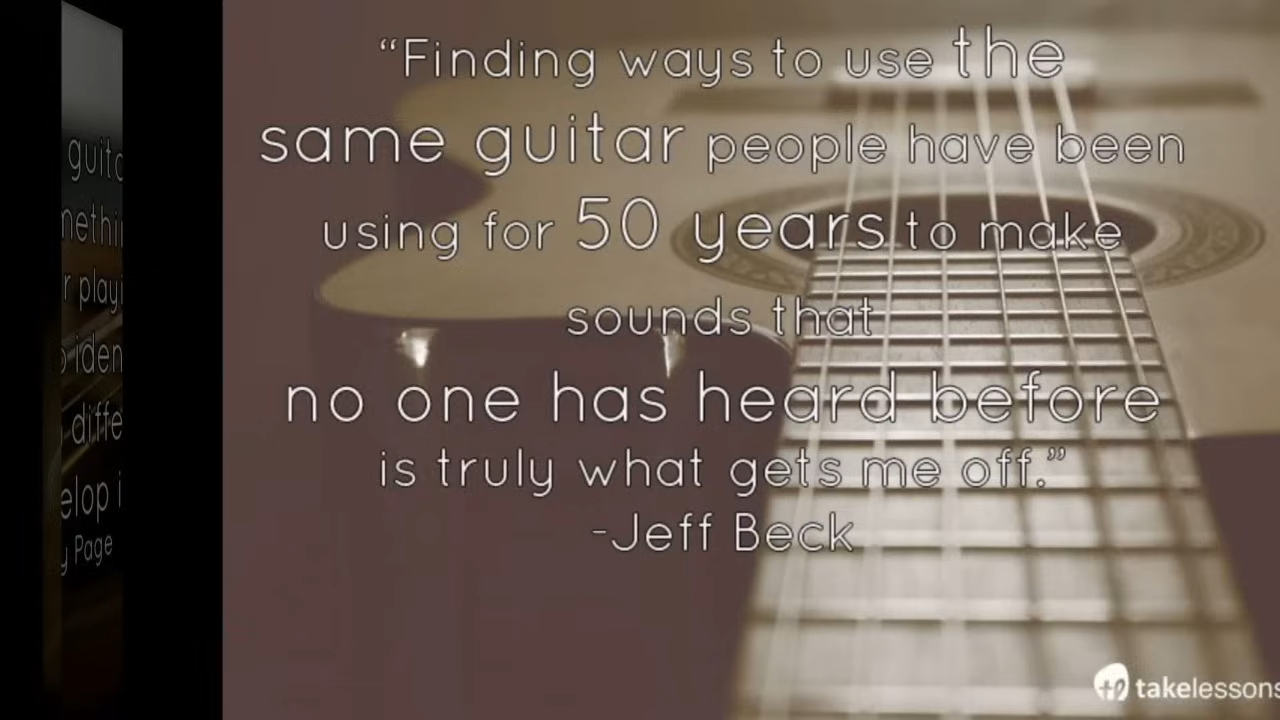 “Finding ways to use the
same guitar people have been
using for 50 years to make
sounds that
no one has heard before
is truly what gets me off.”
-Jeff Beck
takelessons
Page